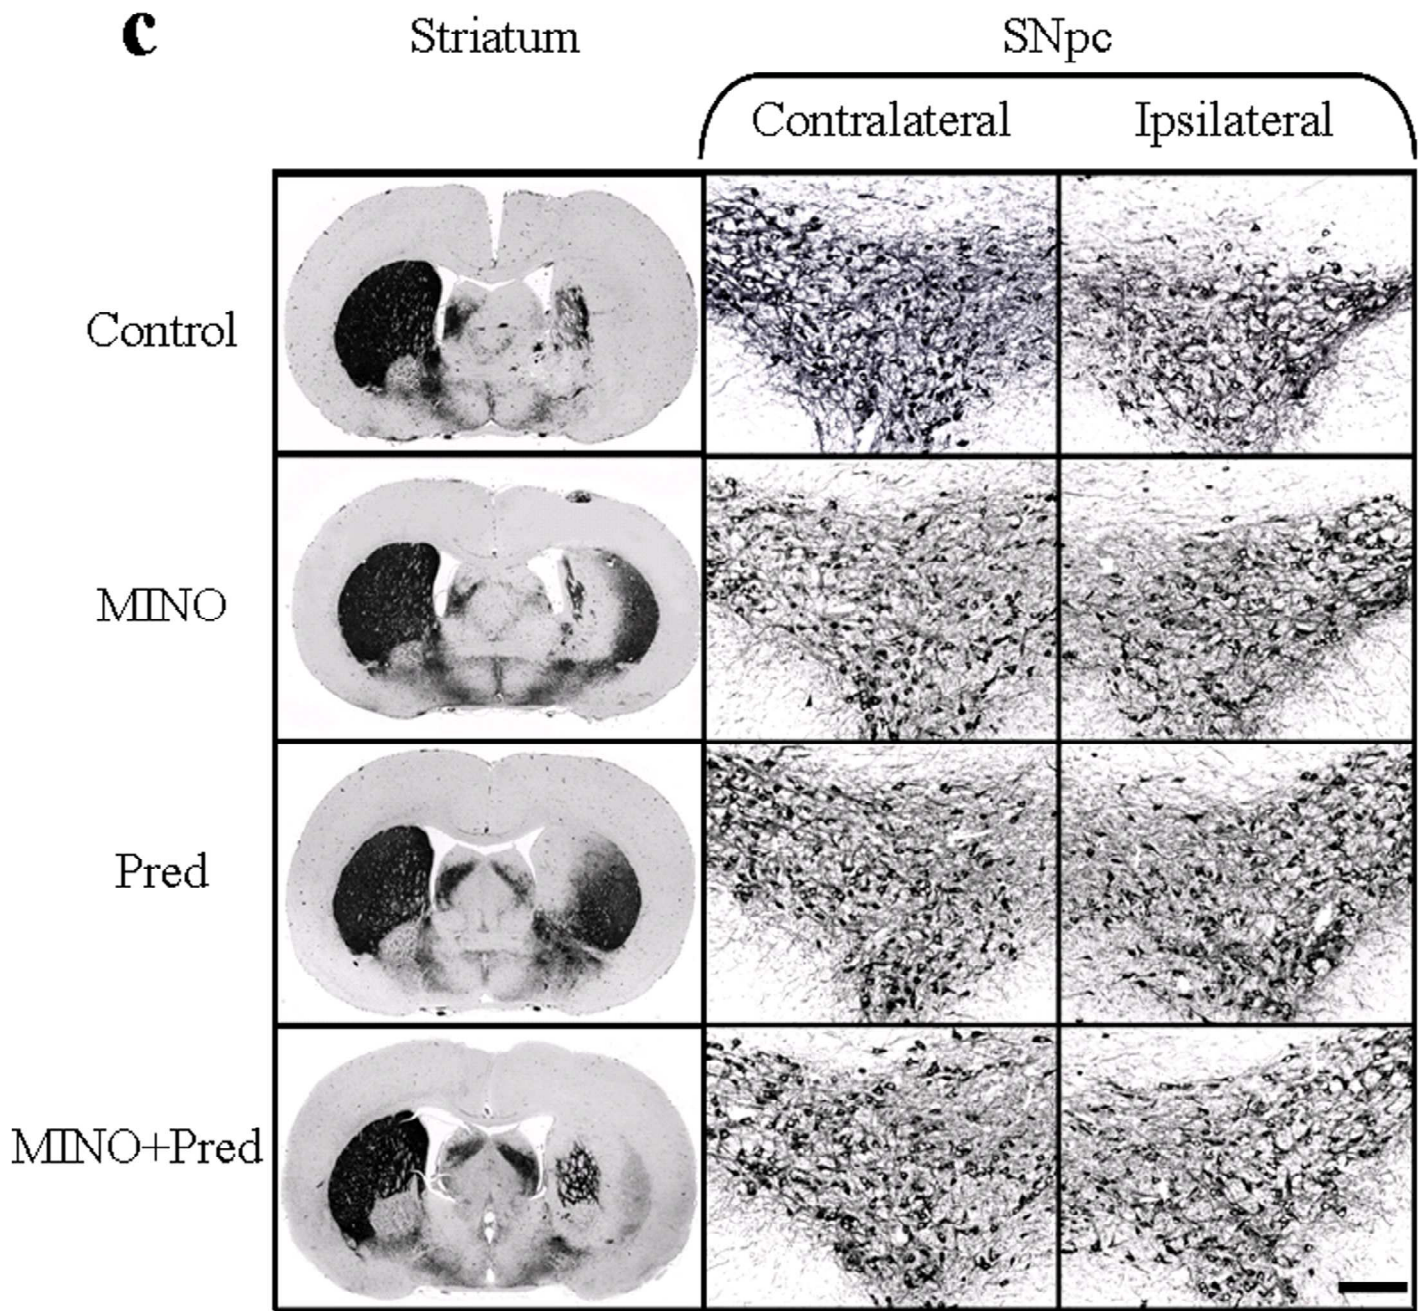 c
Striatum
SNpc
Contralateral
Ipsilateral
Control
MINO
Pred
MINO+Pred